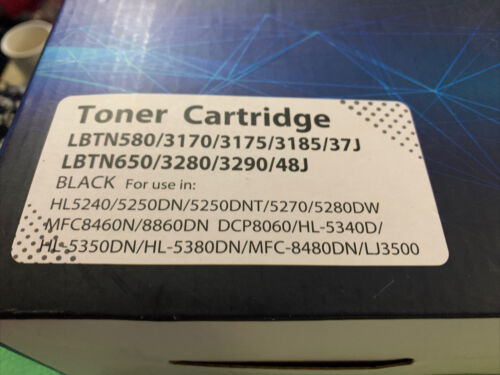 Toner Cartridge
LBTN580/3170/3175/3185/37J
LBTN650/3280/3290/48J
BLACK For use in:
HL5240/5250DN/5250DNT/5270/5280DW
MFC8460N/8860DN DCP8060/HL-5340D/
HL-5350DN/HL-5380DN/MFC-8480DN/LJ3500